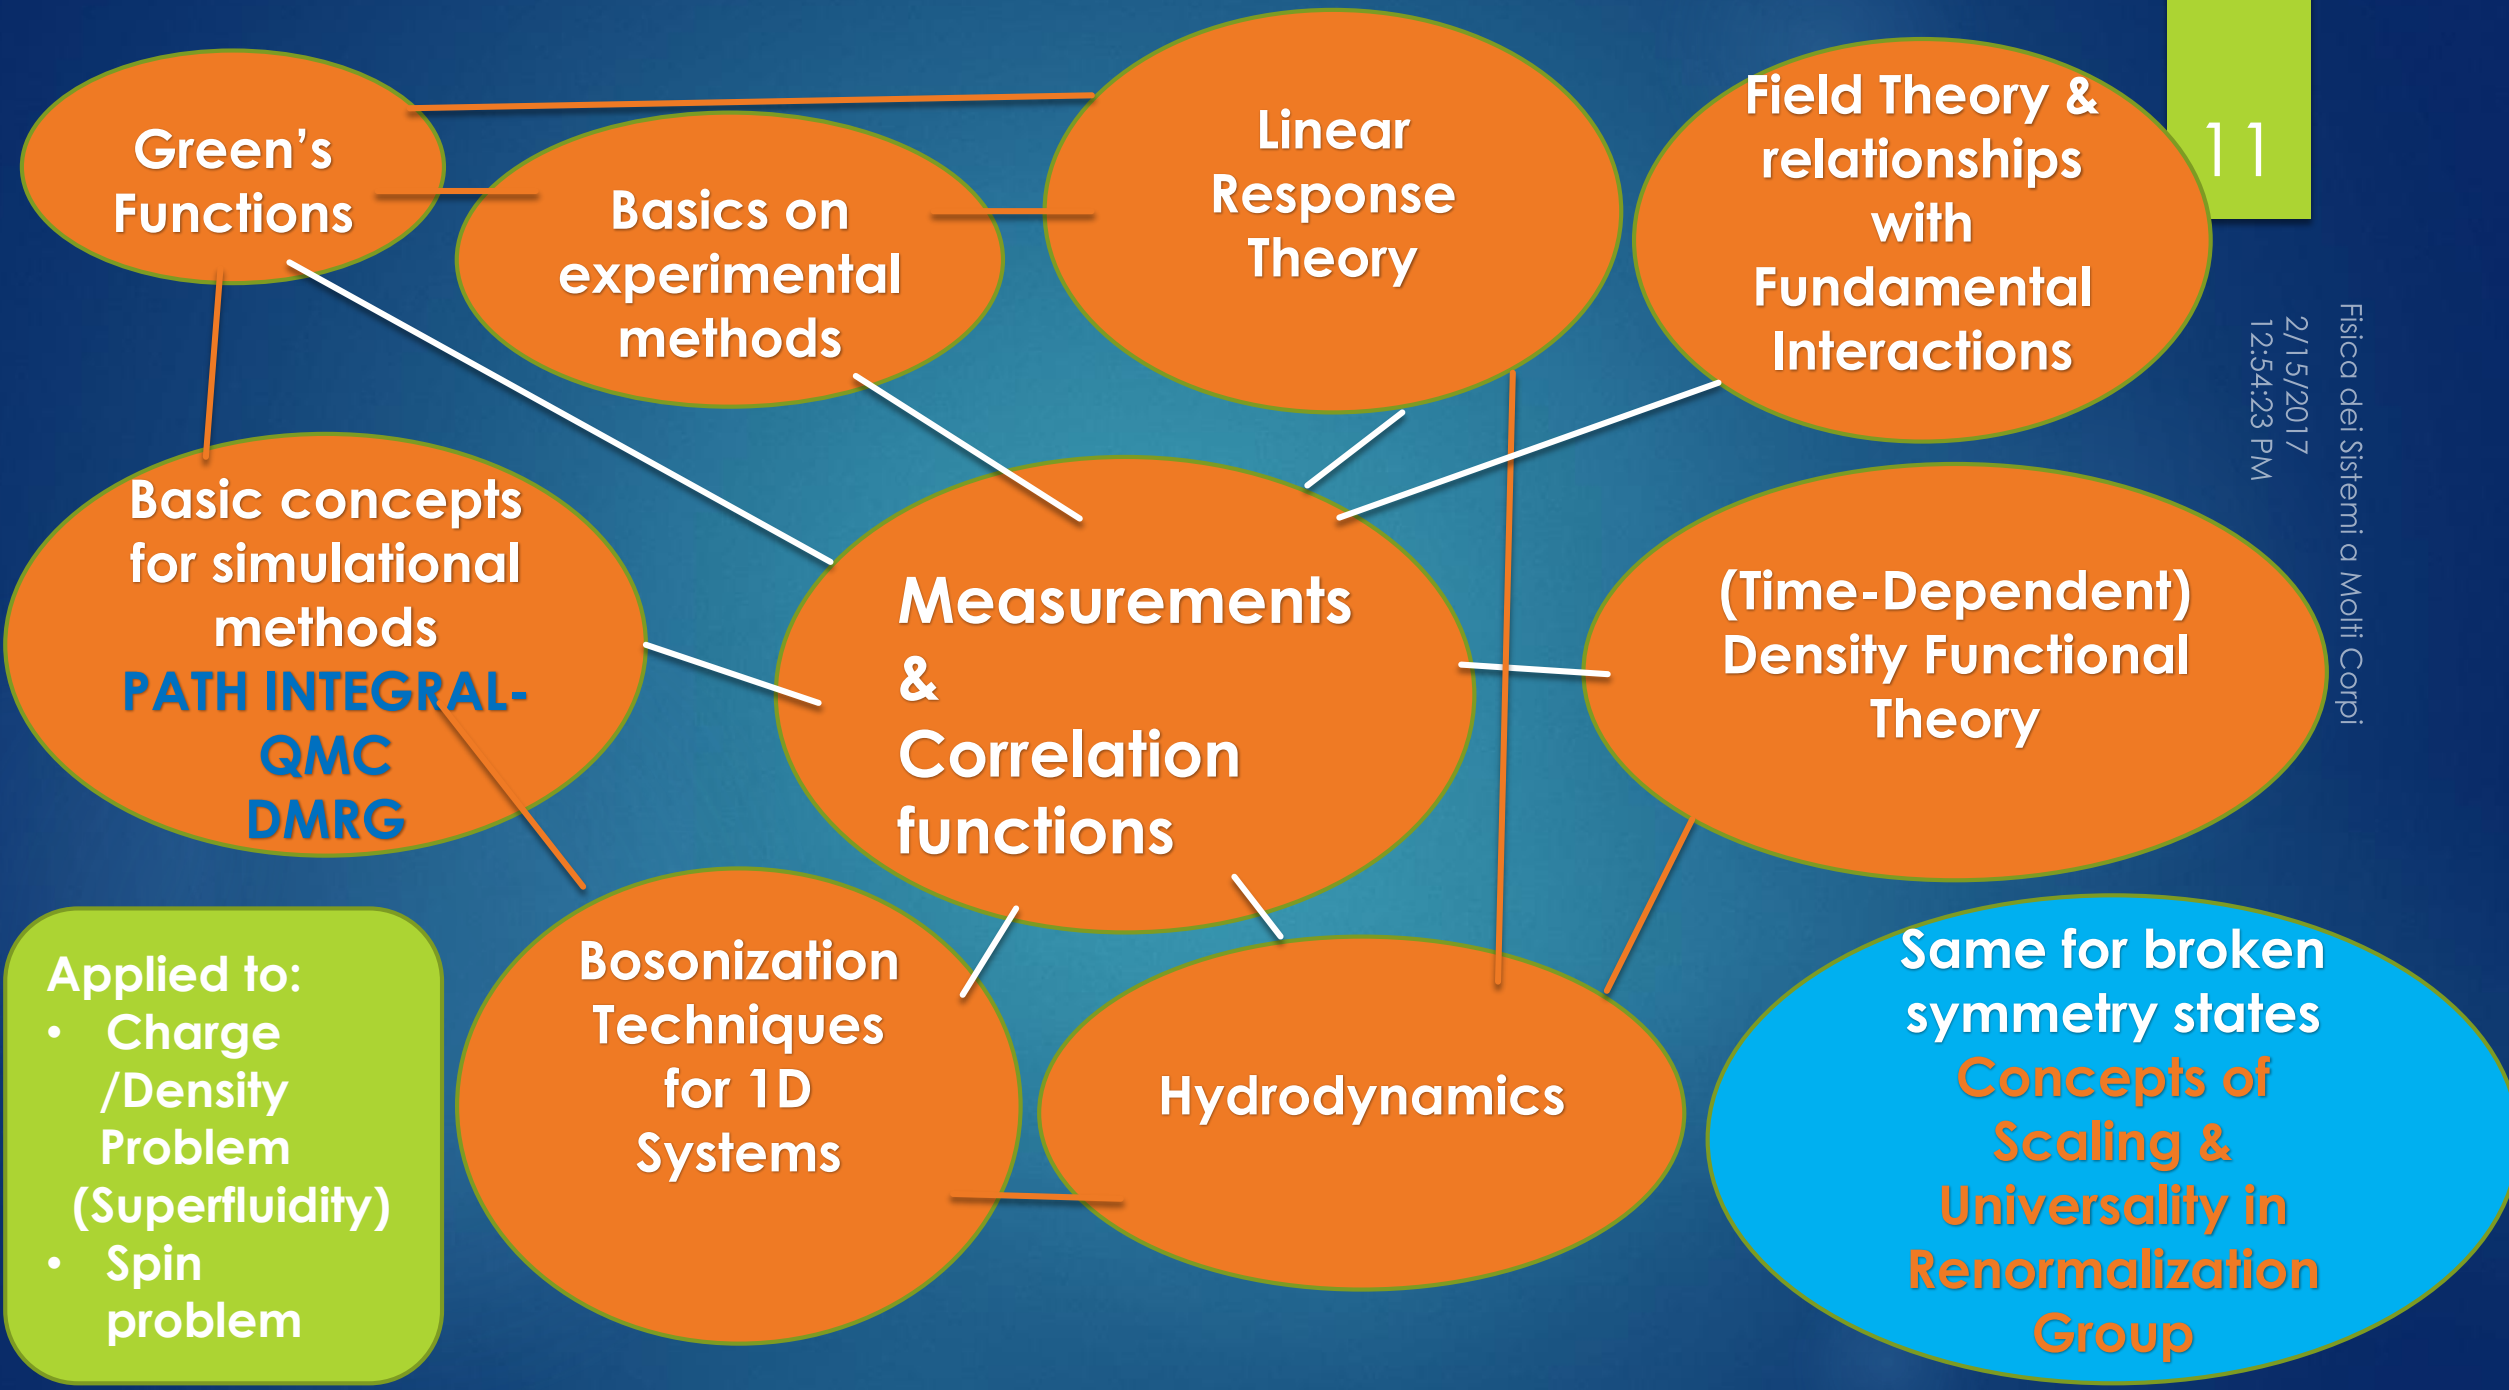 Green’s
Functions
Basics on
experimental
methods
Linear
Response
Theory
Field Theory &
relationships
with
Fundamental
Interactions
11
Fisica dei Sistemi a Molti Corpi
2/15/2017
12:54:23 PM
Basic concepts
for simulational
methods
PATH INTEGRAL-
QMC
DMRG
Measurements
&
Correlation
functions
(Time-Dependent)
Density Functional
Theory
Applied to:
• Charge
/Density
Problem
(Superfluidity)
• Spin
problem
Bosonization
Techniques
for 1D
Systems
Hydrodynamics
Same for broken
symmetry states
Concepts of
Scaling &
Universality in
Renormalization
Group